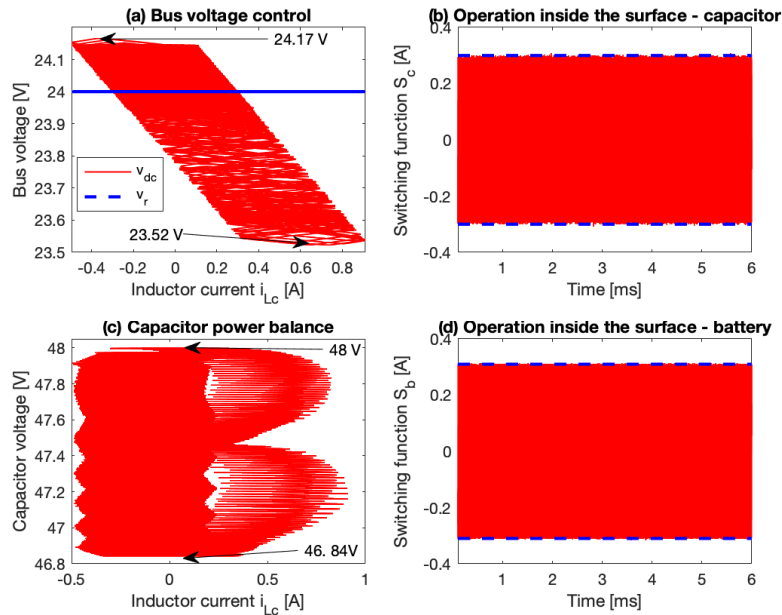 (a) Bus voltage control
24.17 V
24.1
24
23.9
23.8
23.7
23.6
23.5
Bus voltage [V]
v_dc
v_r
23.52 V
-0.4 -0.2 0 0.2 0.4 0.6 0.8
Inductor current i_Lc [A]
(b) Operation inside the surface - capacitor
0.4
0.2
0
-0.2
-0.4
Switching function S_c [A]
1 2 3 4 5 6
Time [ms]
(c) Capacitor power balance
48
47.8
47.6
47.4
47.2
47
46.8
Capacitor voltage [V]
48 V
46. 84V
-0.5 0 0.5 1
Inductor current i_Lc [A]
(d) Operation inside the surface - battery
0.4
0.2
0
-0.2
-0.4
Switching function S_b [A]
1 2 3 4 5 6
Time [ms]